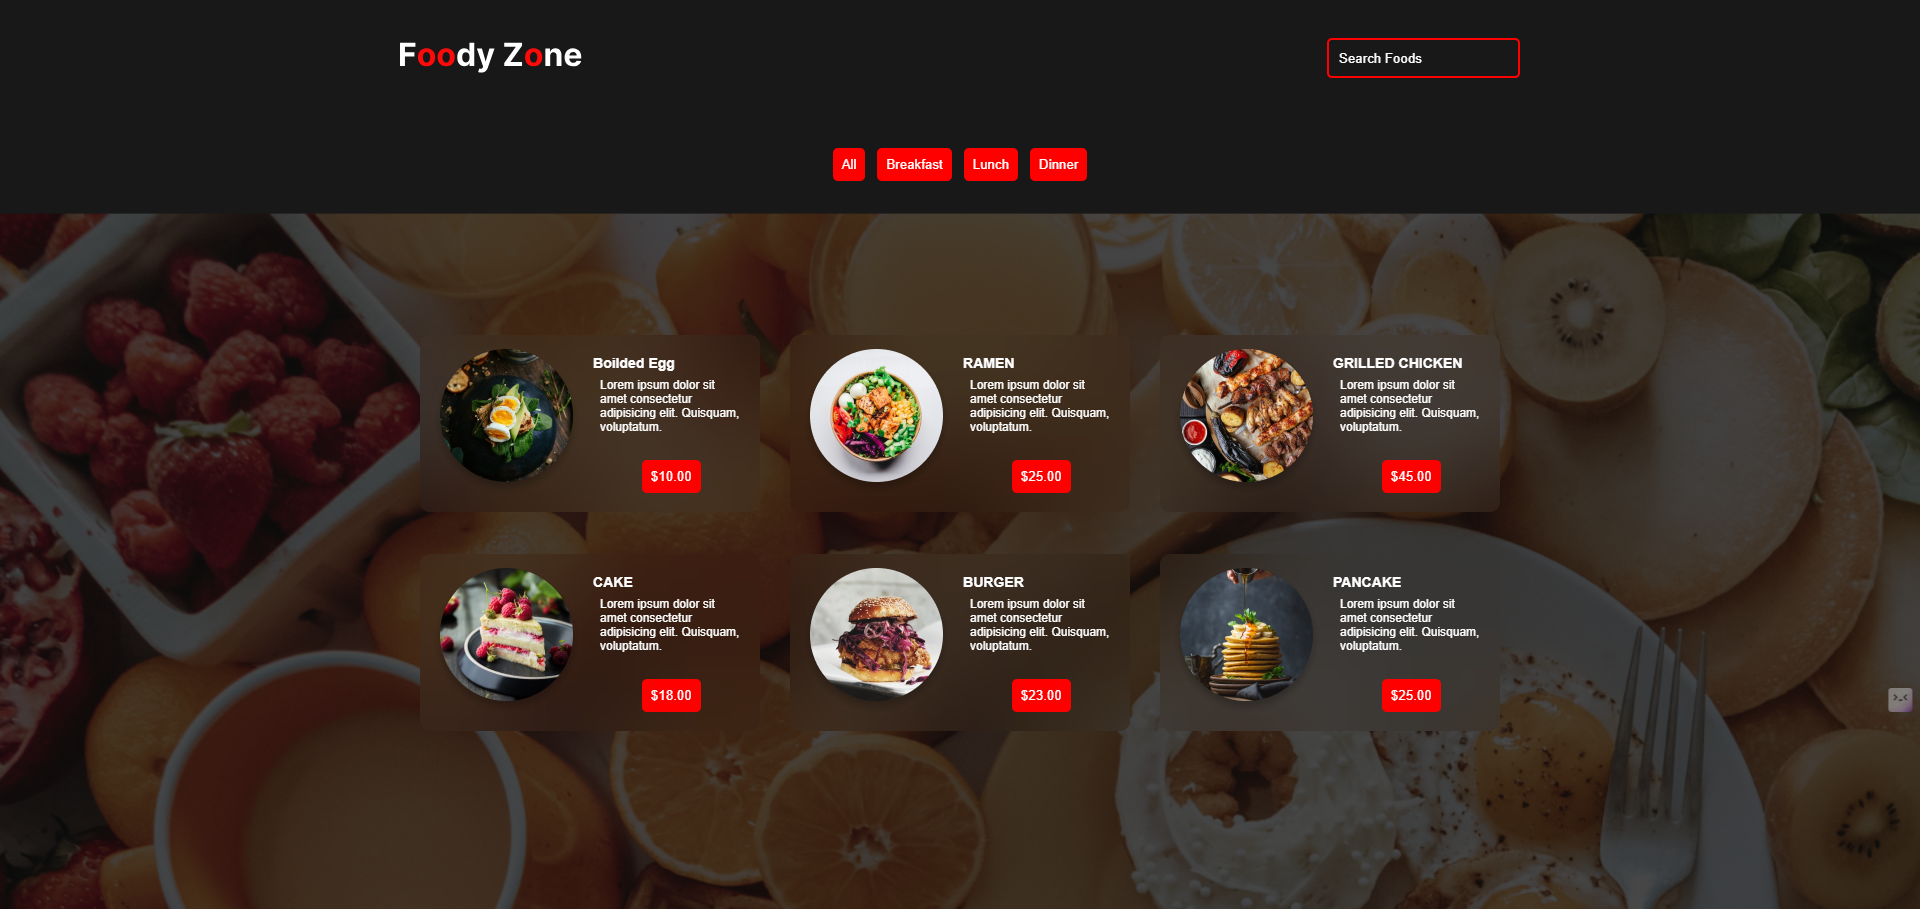 Foody Zone
Search Foods
All
Breakfast
Lunch
Dinner
Boilded Egg
Lorem ipsum dolor sit
amet consectetur
adipisicing elit. Quisquam,
voluptatum.
$10.00
RAMEN
Lorem ipsum dolor sit
amet consectetur
adipisicing elit. Quisquam,
voluptatum.
$25.00
GRILLED CHICKEN
Lorem ipsum dolor sit
amet consectetur
adipisicing elit. Quisquam,
voluptatum.
$45.00
CAKE
Lorem ipsum dolor sit
amet consectetur
adipisicing elit. Quisquam,
voluptatum.
$18.00
BURGER
Lorem ipsum dolor sit
amet consectetur
adipisicing elit. Quisquam,
voluptatum.
$23.00
PANCAKE
Lorem ipsum dolor sit
amet consectetur
adipisicing elit. Quisquam,
voluptatum.
$25.00